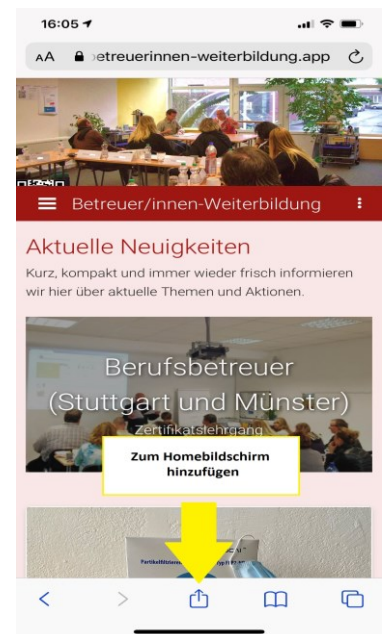 16:05
AA etreuerinnen-weiterbildung.app
Betreuer/innen-Weiterbildung
Aktuelle Neuigkeiten
Kurz, kompakt und immer wieder frisch informieren
wir hier über aktuelle Themen und Aktionen.
Berufsbetreuer
(Stuttgart und Münster)
Zertifikatslehrgang
Zum Homebildschirm
hinzufügen